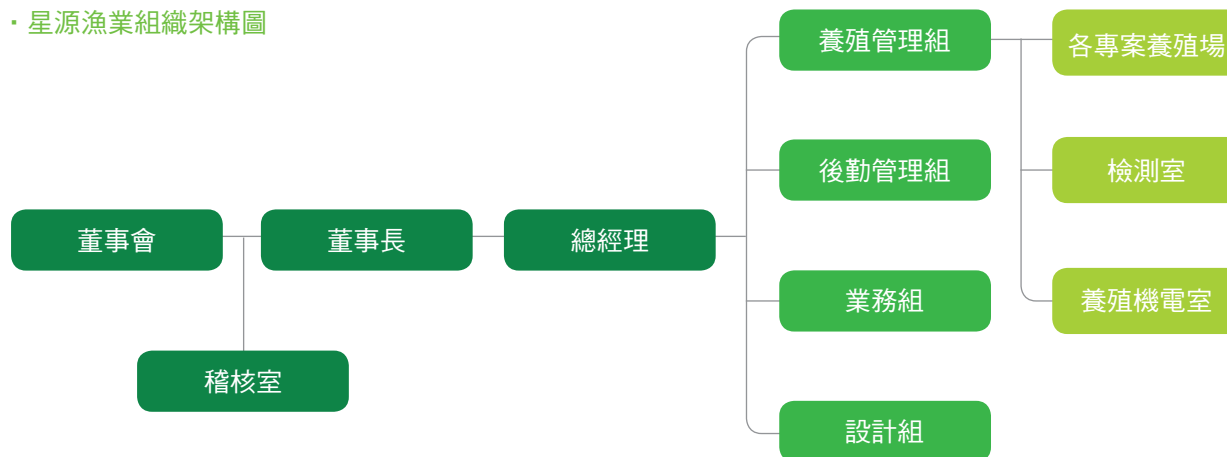 ·星源漁業組織架構圖
養殖管理組
各專案養殖場
後勤管理組
檢測室
董事會
董事長
總經理
業務組
養殖機電室
稽核室
設計組